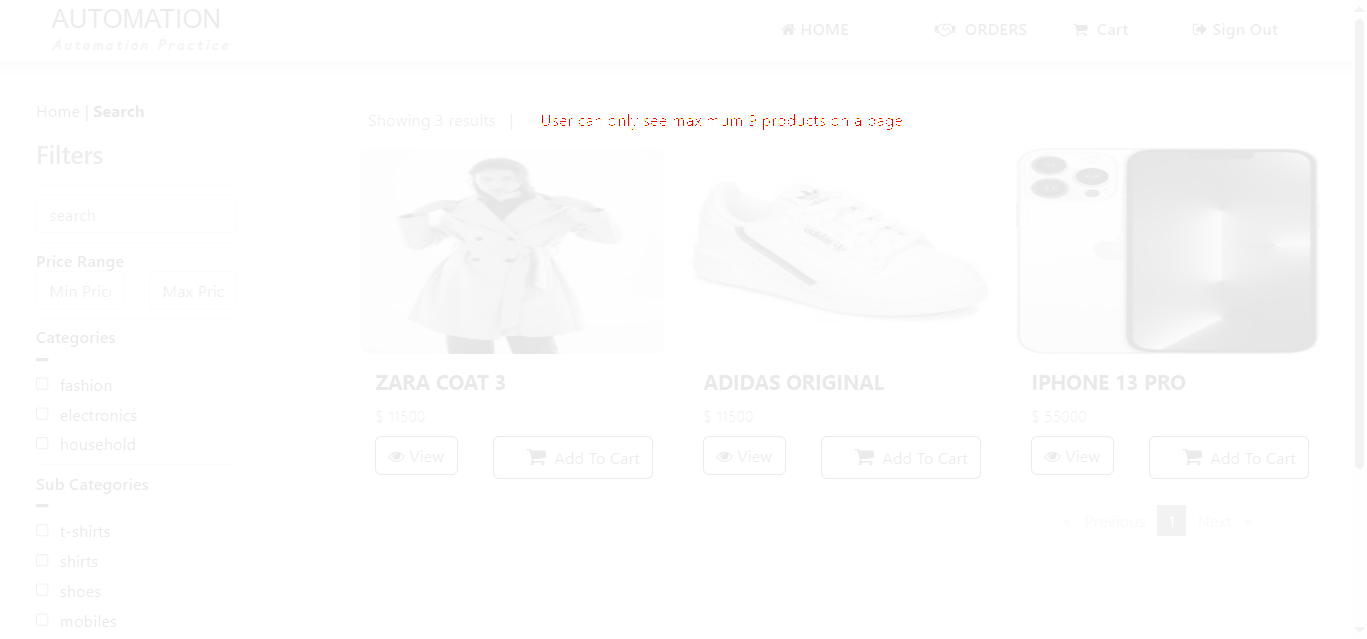 AUTOMATION
Automation Practice
HOME
ORDERS
Cart
Sign Out
Home | Search
Showing 3 results |
User can only see maximum 9 products on a page
Filters
search
Price Range
Min Pric
Max Pric
Categories
fashion
electronics
household
Sub Categories
t-shirts
shirts
shoes
mobiles
adidas
ZARA COAT 3
$ 11500
View
Add To Cart
ADIDAS ORIGINAL
$ 11500
View
Add To Cart
IPHONE 13 PRO
$ 55000
View
Add To Cart
« Previous 1 Next »